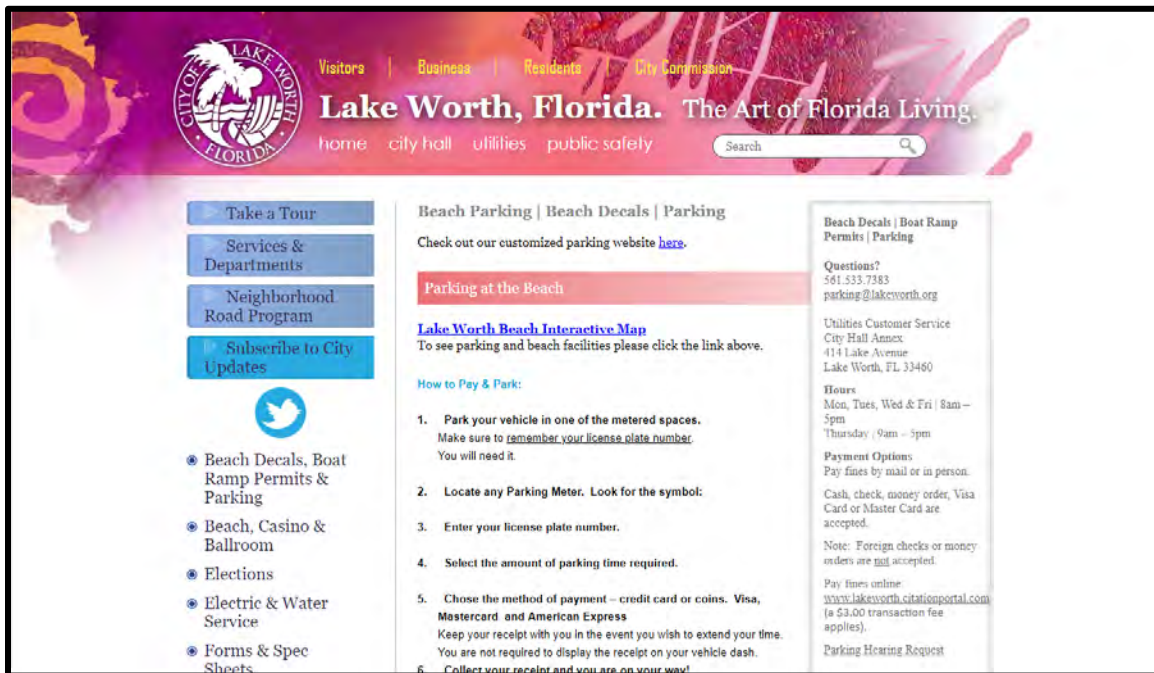 CITY OF LAKE WORTH
FLORIDA
Visitors | Business | Residents | City Commission
Lake Worth, Florida. The Art of Florida Living.
home city hall utilities public safety
Search
Take a Tour
Services &
Departments
Neighborhood
Road Program
Subscribe to City
Updates
Beach Decals, Boat
Ramp Permits &
Parking
Beach, Casino &
Ballroom
Elections
Electric & Water
Service
Forms & Spec
Sheets
Beach Parking | Beach Decals | Parking
Check out our customized parking website here.
Parking at the Beach
Lake Worth Beach Interactive Map
To see parking and beach facilities please click the link above.
How to Pay & Park:
1. Park your vehicle in one of the metered spaces.
Make sure to remember your license plate number.
You will need it.
2. Locate any Parking Meter. Look for the symbol:
3. Enter your license plate number.
4. Select the amount of parking time required.
5. Chose the method of payment – credit card or coins. Visa,
Mastercard and American Express
Keep your receipt with you in the event you wish to extend your time.
You are not required to display the receipt on your vehicle dash.
6. Collect your receipt and you are on your way!
Beach Decals | Boat Ramp
Permits | Parking
Questions?
561.533.7383
parking@lakeworth.org
Utilities Customer Service
City Hall Annex
414 Lake Avenue
Lake Worth, FL 33460
Hours
Mon, Tues, Wed & Fri | 8am –
5pm
Thursday | 9am – 5pm
Payment Options
Pay fines by mail or in person.
Cash, check, money order, Visa
Card or Master Card are
accepted.
Note: Foreign checks or money
orders are not accepted.
Pay fines online:
www.lakeworth.citationportal.com
(a $3.00 transaction fee
applies).
Parking Hearing Request